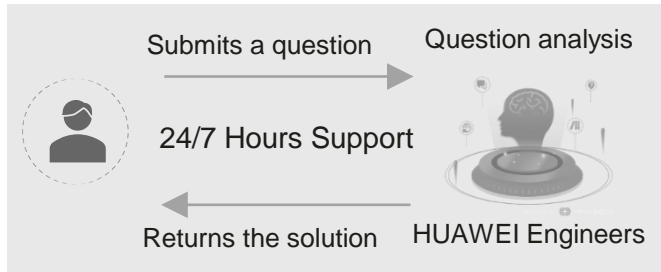 Submits a question
Question analysis
24/7 Hours Support
Returns the solution
HUAWEI Engineers